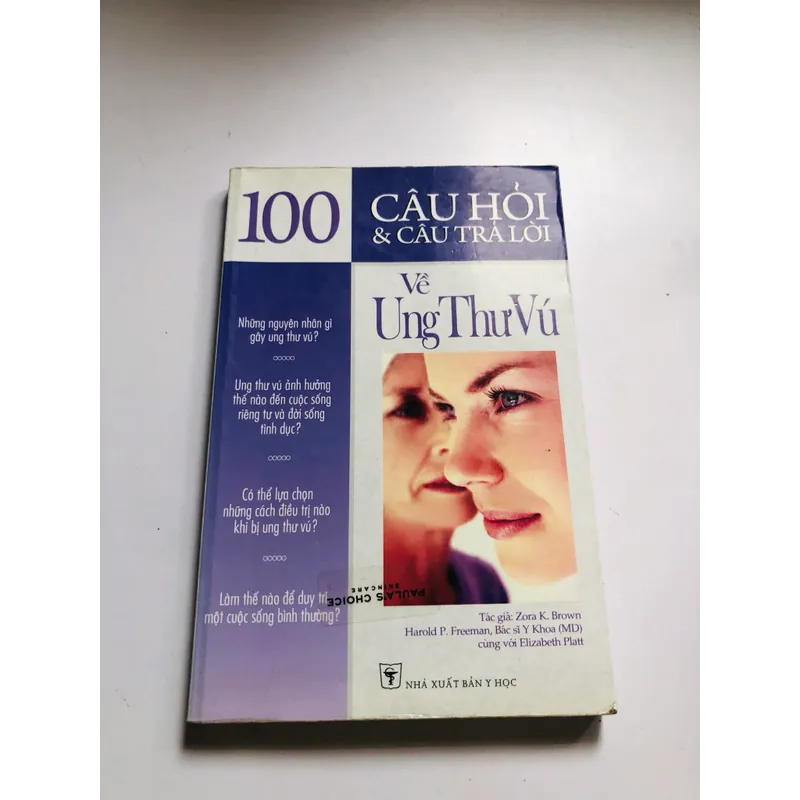 100
CÂU HỎI
& CÂU TRẢ LỜI
Về
Ung Thư Vú
Những nguyên nhân gì
gây ung thư vú?
Ung thư vú ảnh hưởng
thế nào đến cuộc sống
riêng tư và đời sống
tình dục?
Có thể lựa chọn
những cách điều trị nào
khi bị ung thư vú?
Làm thế nào để duy trì
một cuộc sống bình thường?
PAULA'S CHOICE
SKINCARE
Tác giả: Zora K. Brown
Harold P. Freeman, Bác sĩ Y Khoa (MD)
cùng với Elizabeth Platt
NHÀ XUẤT BẢN Y HỌC